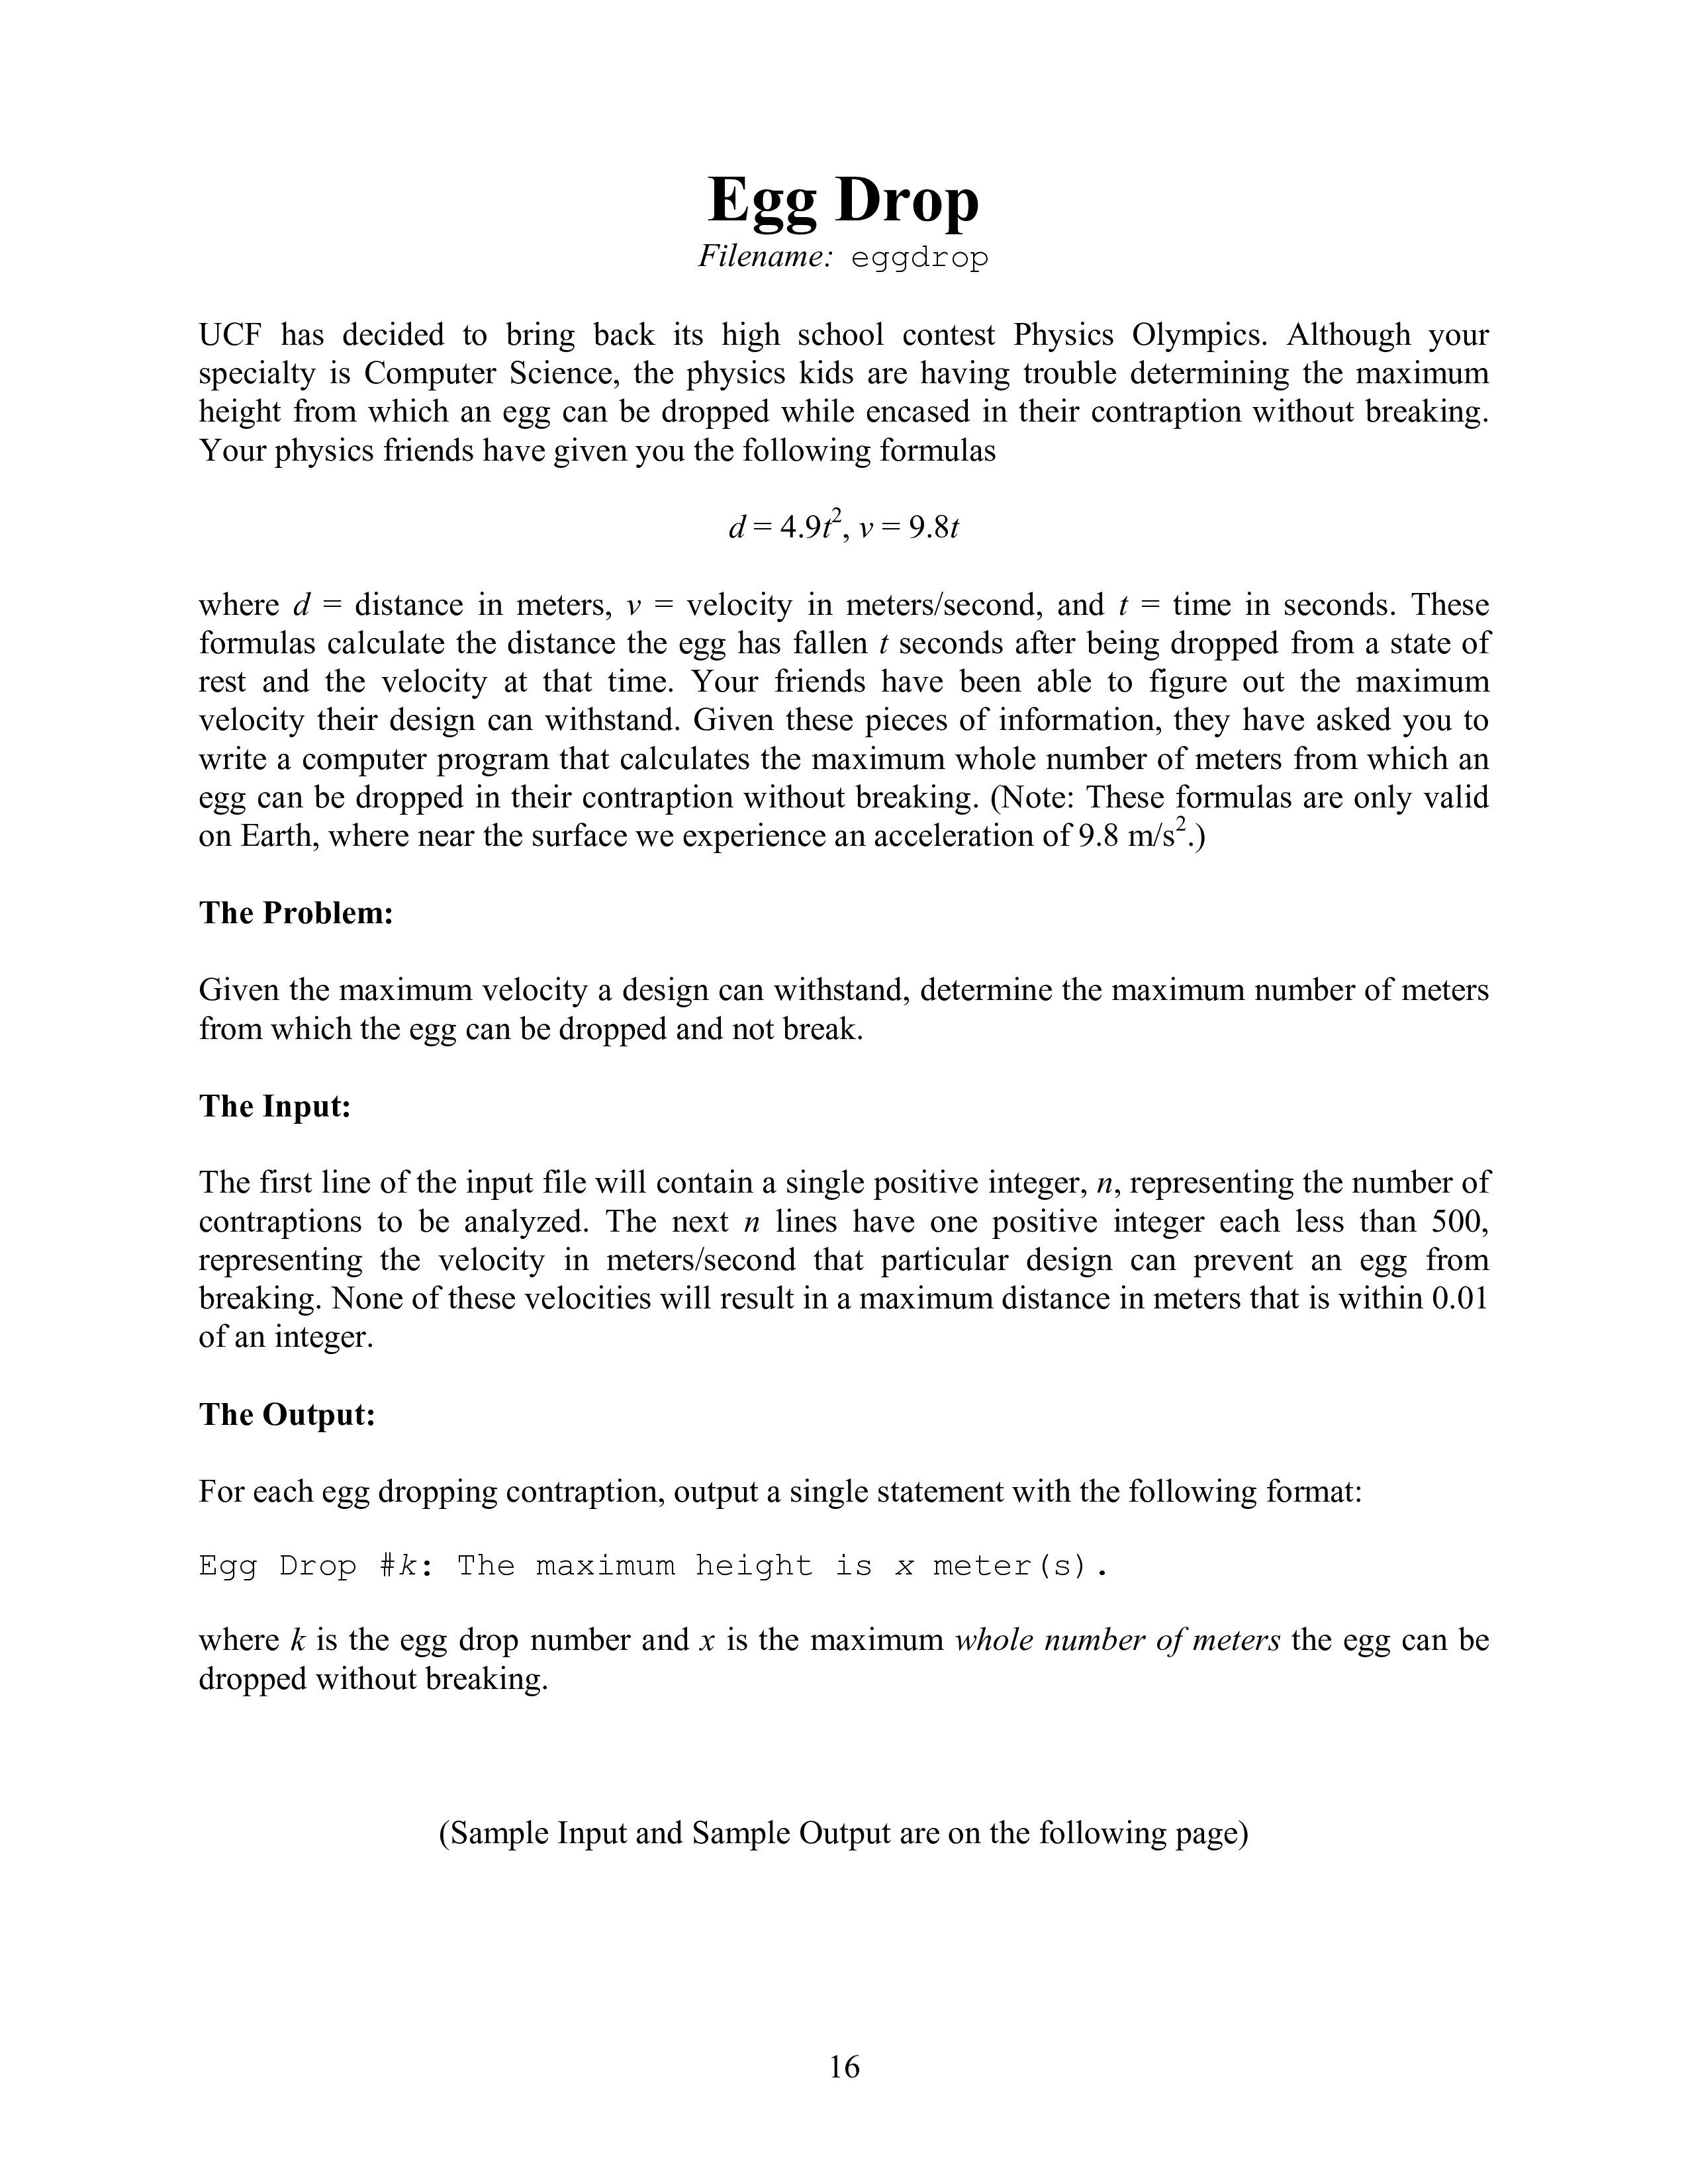 Egg Drop
Filename: eggdrop
UCF has decided to bring back its high school contest Physics Olympics. Although your
specialty is Computer Science, the physics kids are having trouble determining the maximum
height from which an egg can be dropped while encased in their contraption without breaking.
Your physics friends have given you the following formulas
d = 4.9t², v = 9.8t
where d = distance in meters, v = velocity in meters/second, and t = time in seconds. These
formulas calculate the distance the egg has fallen t seconds after being dropped from a state of
rest and the velocity at that time. Your friends have been able to figure out the maximum
velocity their design can withstand. Given these pieces of information, they have asked you to
write a computer program that calculates the maximum whole number of meters from which an
egg can be dropped in their contraption without breaking. (Note: These formulas are only valid
on Earth, where near the surface we experience an acceleration of 9.8 m/s².)
The Problem:
Given the maximum velocity a design can withstand, determine the maximum number of meters
from which the egg can be dropped and not break.
The Input:
The first line of the input file will contain a single positive integer, n, representing the number of
contraptions to be analyzed. The next n lines have one positive integer each less than 500,
representing the velocity in meters/second that particular design can prevent an egg from
breaking. None of these velocities will result in a maximum distance in meters that is within 0.01
of an integer.
The Output:
For each egg dropping contraption, output a single statement with the following format:
Egg Drop #k: The maximum height is x meter(s).
where k is the egg drop number and x is the maximum whole number of meters the egg can be
dropped without breaking.
(Sample Input and Sample Output are on the following page)
16